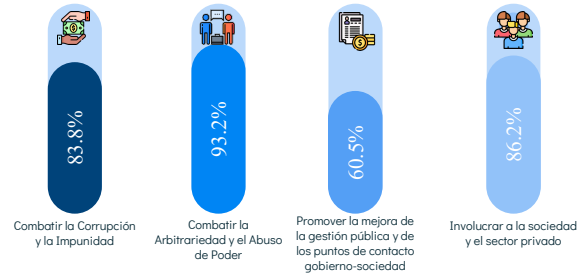 83.8%
93.2%
60.5%
86.2%
Combatir la Corrupción
y la Impunidad
Combatir la
Arbitrariedad y el Abuso
de Poder
Promover la mejora de
la gestión pública y de
los puntos de contacto
gobierno-sociedad
Involucrar a la sociedad
y el sector privado